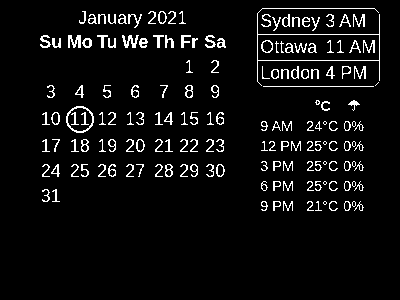 January 2021
Su Mo Tu We Th Fr Sa
1 2
3 4 5 6 7 8 9
10 11 12 13 14 15 16
17 18 19 20 21 22 23
24 25 26 27 28 29 30
31
Sydney 3 AM
Ottawa 11 AM
London 4 PM
°C
9 AM 24°C 0%
12 PM 25°C 0%
3 PM 25°C 0%
6 PM 25°C 0%
9 PM 21°C 0%